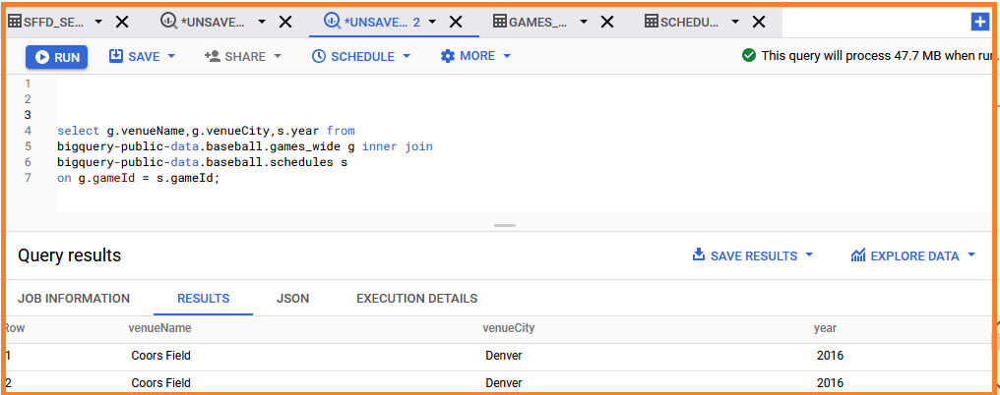 SFFD_SE... *UNSAVE... *UNSAVE... 2 GAMES_... SCHEDU...
RUN SAVE SHARE SCHEDULE MORE This query will process 47.7 MB when run.
1
2
3
4 select g.venueName,g.venueCity,s.year from
5 bigquery-public-data.baseball.games_wide g inner join
6 bigquery-public-data.baseball.schedules s
7 on g.gameId = s.gameId;
Query results SAVE RESULTS EXPLORE DATA
JOB INFORMATION RESULTS JSON EXECUTION DETAILS
Row venueName venueCity year
1 Coors Field Denver 2016
2 Coors Field Denver 2016